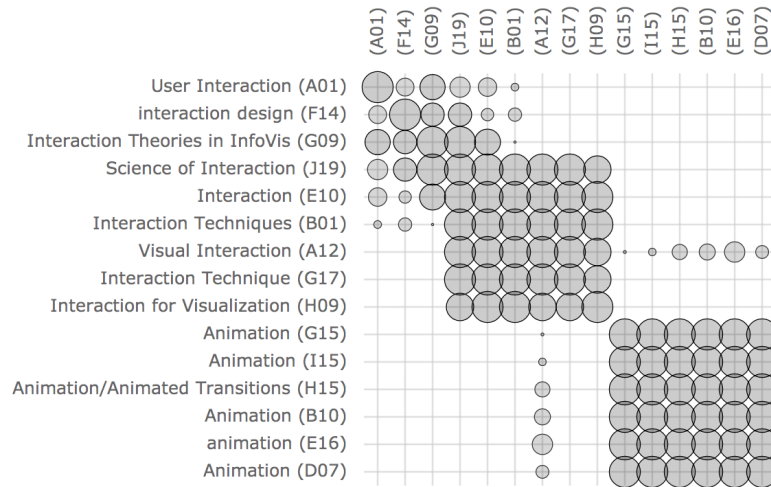 (A01) (F14) (G09) (J19) (E10) (B01) (A12) (G17) (H09) (G15) (I15) (H15) (B10) (E16) (D07)
User Interaction (A01)
interaction design (F14)
Interaction Theories in InfoVis (G09)
Science of Interaction (J19)
Interaction (E10)
Interaction Techniques (B01)
Visual Interaction (A12)
Interaction Technique (G17)
Interaction for Visualization (H09)
Animation (G15)
Animation (I15)
Animation/Animated Transitions (H15)
Animation (B10)
animation (E16)
Animation (D07)